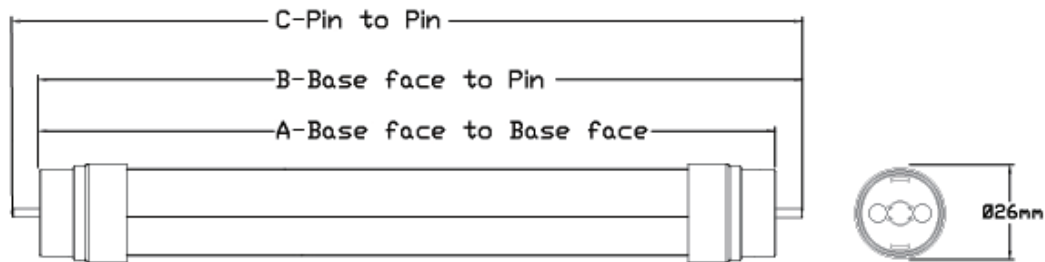 C-Pin to Pin
B-Base face to Pin
A-Base face to Base face
Ø26mm